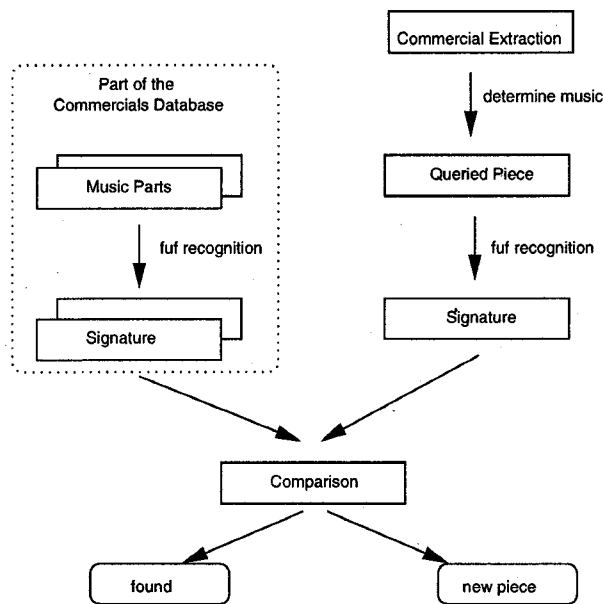 Commercial Extraction
Part of the
Commercials Database
determine music
Music Parts
Queried Piece
fuf recognition
fuf recognition
Signature
Signature
Comparison
found
new piece